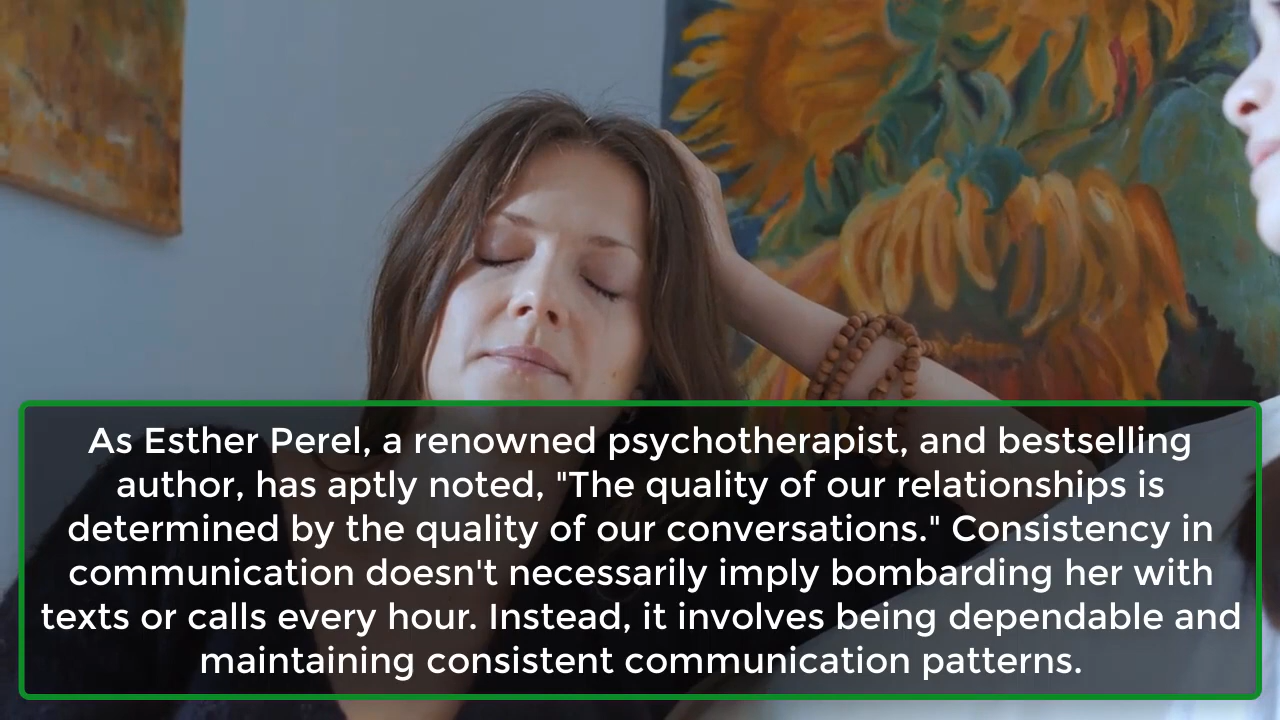 As Esther Perel, a renowned psychotherapist, and bestselling
author, has aptly noted, "The quality of our relationships is
determined by the quality of our conversations." Consistency in
communication doesn't necessarily imply bombarding her with
texts or calls every hour. Instead, it involves being dependable and
maintaining consistent communication patterns.